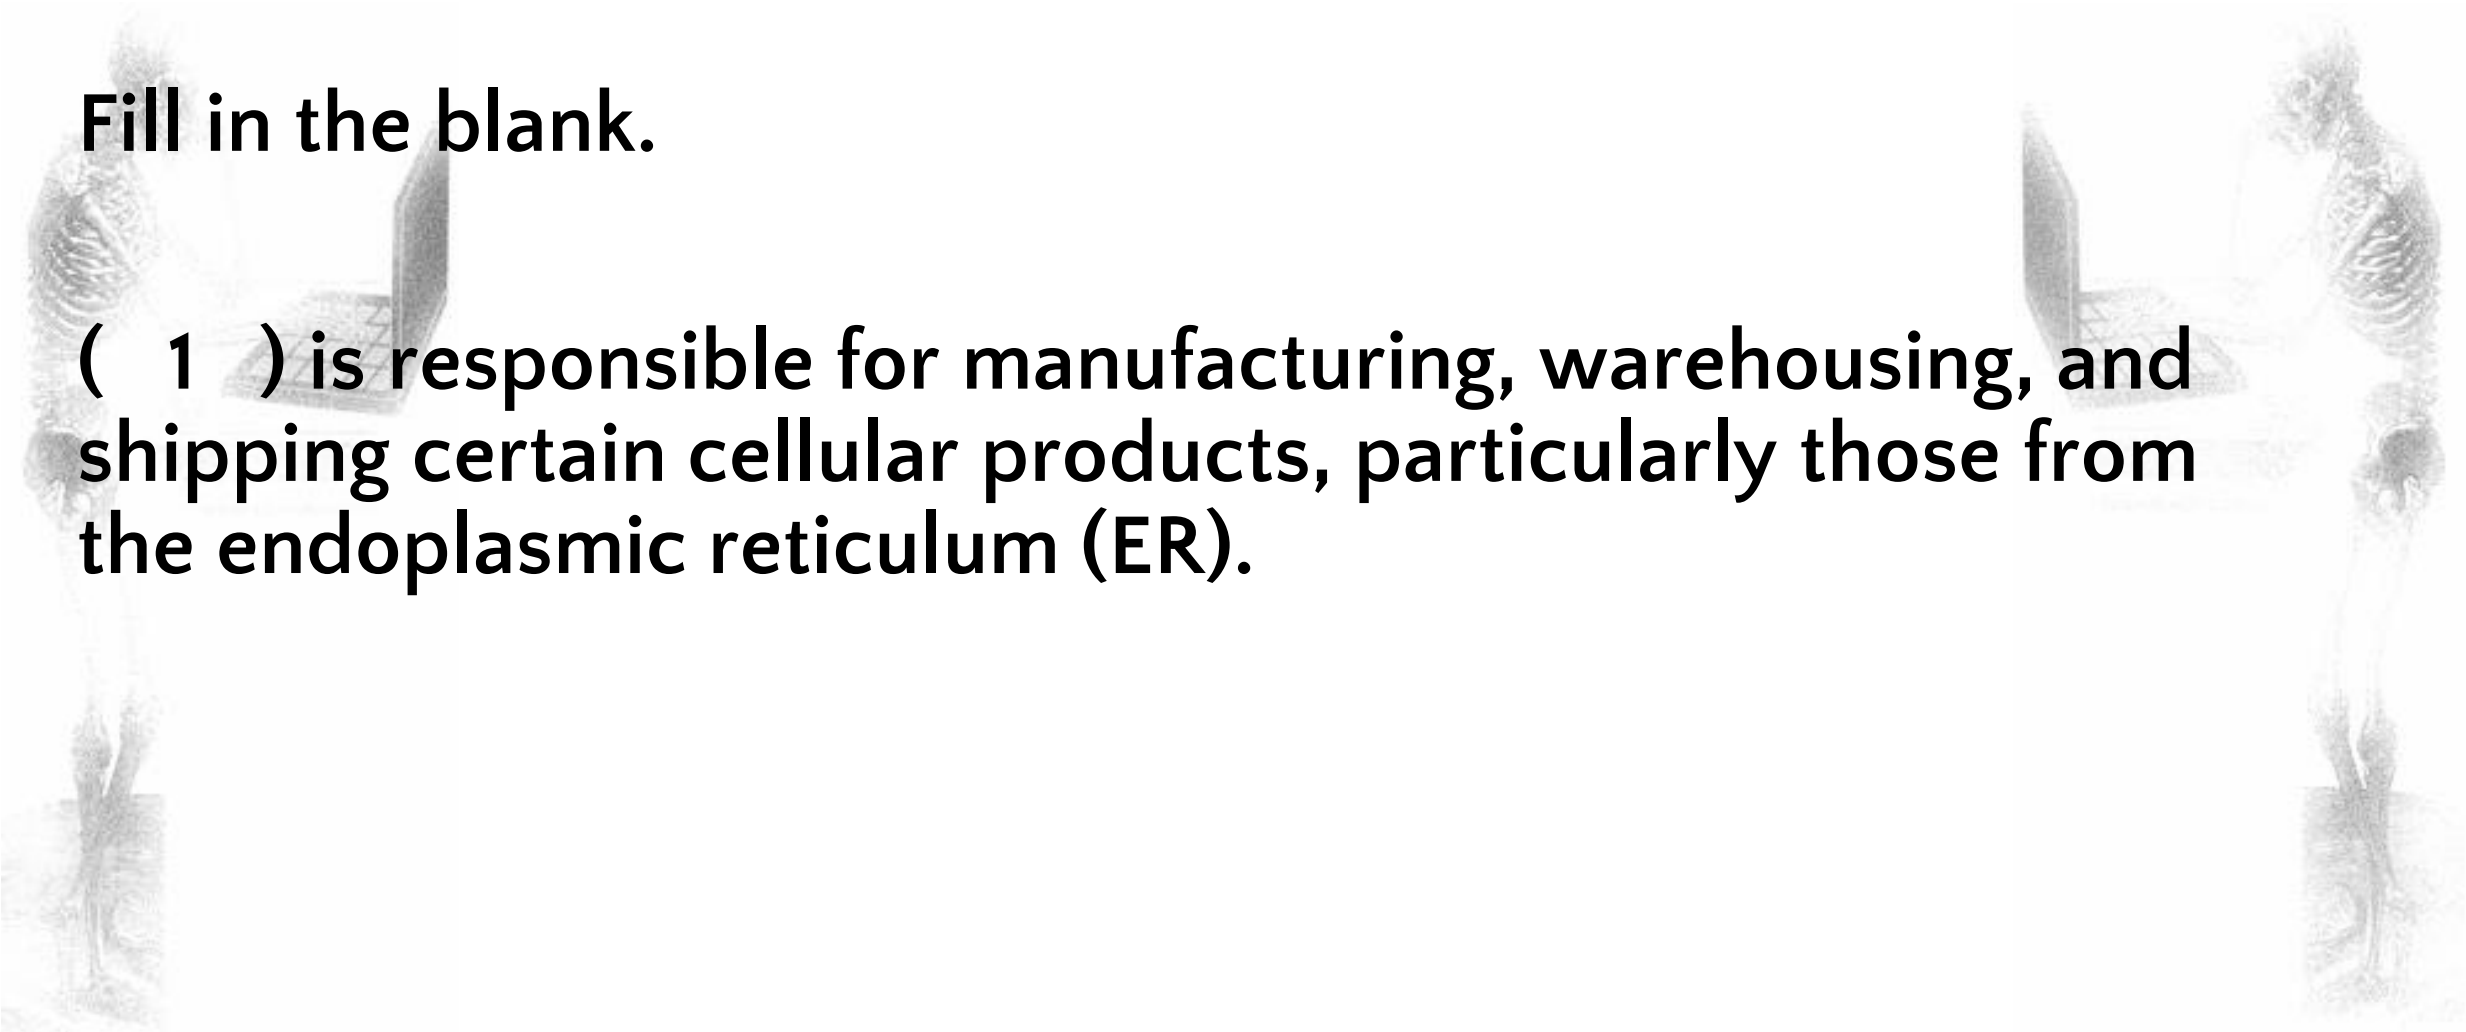 Fill in the blank.
( 1 ) is responsible for manufacturing, warehousing, and
shipping certain cellular products, particularly those from
the endoplasmic reticulum (ER).